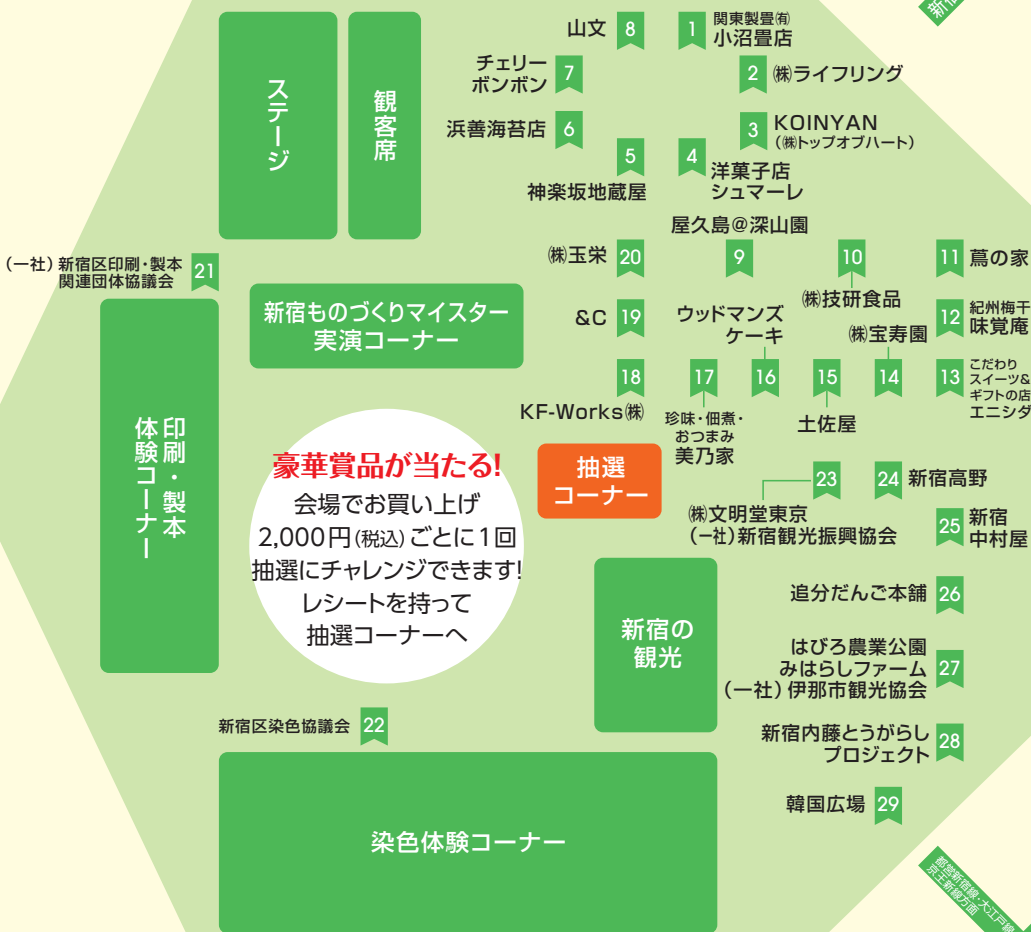 新宿
ステージ
観客席
山文 8
1 関東製畳㈲
小沼畳店
チェリー
ボンボン 7
2 ㈱ライフリング
浜善海苔店 6
3 KOINYAN
(㈱トップオブハート)
5
神楽坂地蔵屋
4
洋菓子店
シュマーレ
屋久島@深山園
9
㈱玉栄 20
10
㈱技研食品
11 蔦の家
(一社)新宿区印刷・製本
関連団体協議会 21
新宿ものづくりマイスター
実演コーナー
&C 19
ウッドマンズ
ケーキ
16
㈱宝寿園
14
12 紀州梅干
味覚庵
18
KF-Works㈱
17
珍味・佃煮・
おつまみ
美乃家
15
土佐屋
13 こだわり
スイーツ&
ギフトの店
エニシダ
印刷・製本
体験コーナー
豪華賞品が当たる!
会場でお買い上げ
2,000円(税込)ごとに1回
抽選にチャレンジできます!
レシートを持って
抽選コーナーへ
抽選
コーナー
23
㈱文明堂東京
(一社)新宿観光振興協会
24 新宿高野
25 新宿
中村屋
新宿の
観光
追分だんご本舗 26
はびろ農業公園
みはらしファーム
(一社)伊那市観光協会 27
新宿内藤とうがらし
プロジェクト 28
韓国広場 29
新宿区染色協議会 22
染色体験コーナー
都営新宿線・大江戸線
京王新線方面